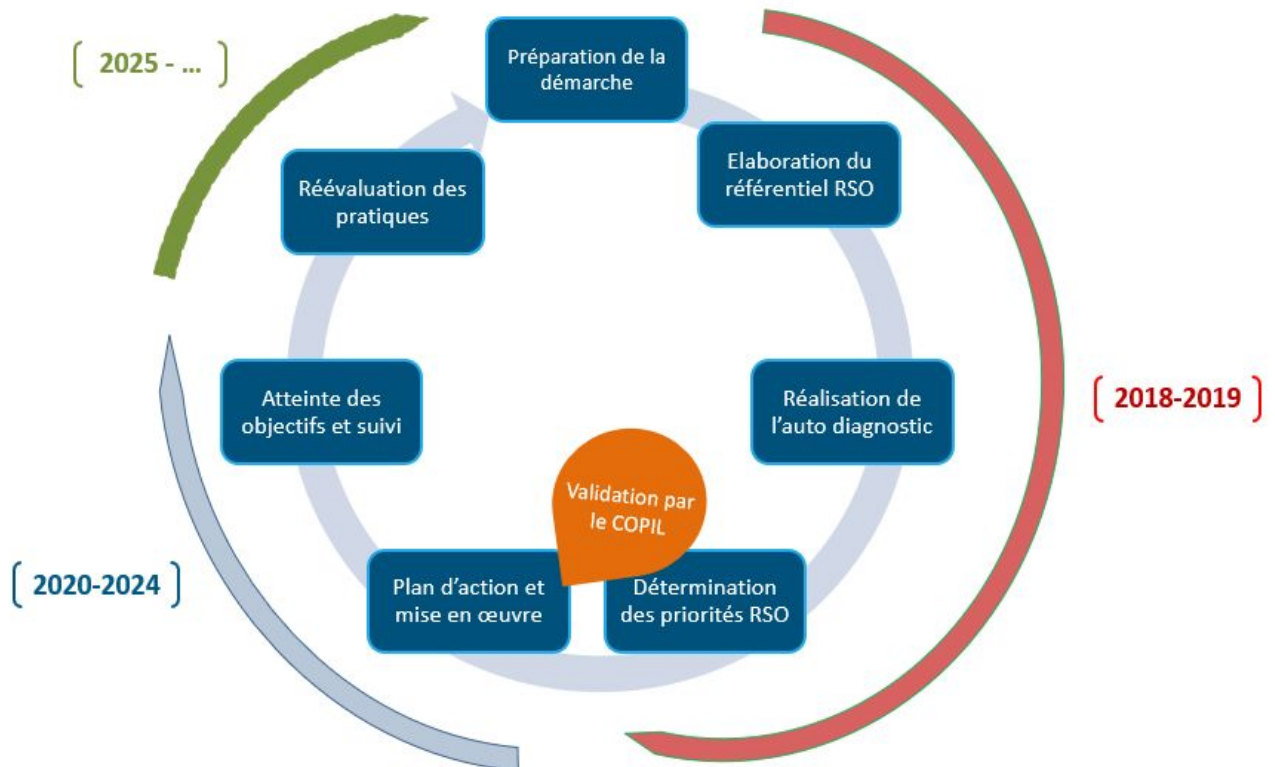 Préparation de la
démarche
Elaboration du
référentiel RSO
Réalisation de
l'auto diagnostic
Détermination
des priorités RSO
Validation par
le COPIL
Plan d'action et
mise en œuvre
Atteinte des
objectifs et suivi
Réévaluation des
pratiques
[ 2018-2019 ]
[ 2020-2024 ]
[ 2025 - ... ]